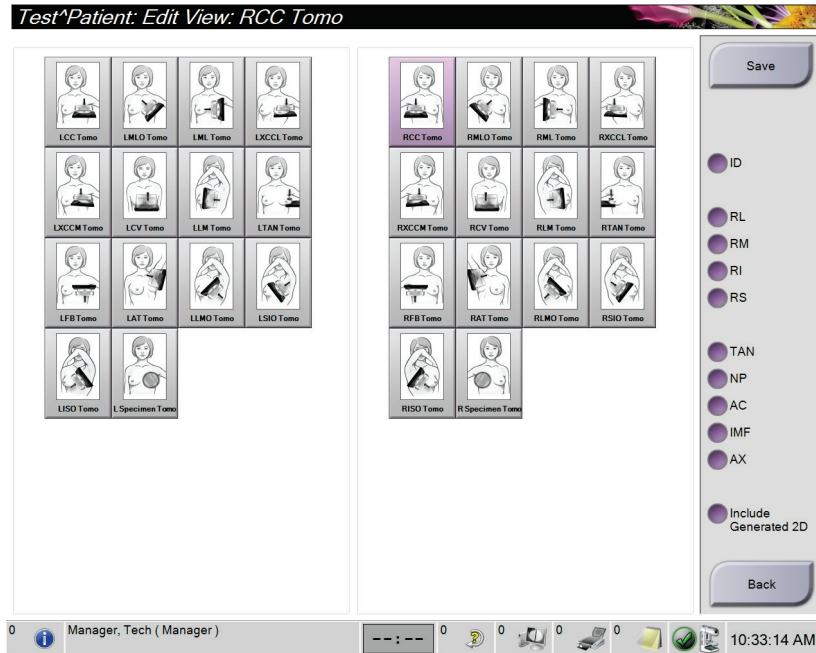 Test^Patient: Edit View: RCC Tomo
LCC Tomo LMLO Tomo LML Tomo LXCCL Tomo
LXCCM Tomo LCV Tomo LLM Tomo LTAN Tomo
LFB Tomo LAT Tomo LLMO Tomo LSIO Tomo
LISO Tomo L Specimen Tomo
RCC Tomo RMLO Tomo RML Tomo RXCCL Tomo
RXCCM Tomo RCV Tomo RLM Tomo RTAN Tomo
RFB Tomo RAT Tomo RLMO Tomo RSIO Tomo
RISO Tomo R Specimen Tomo
Save
ID
RL
RM
RI
RS
TAN
NP
AC
IMF
AX
Include
Generated 2D
Back
0 i Manager, Tech ( Manager ) --:-- 0 ? 0 0 0 10:33:14 AM